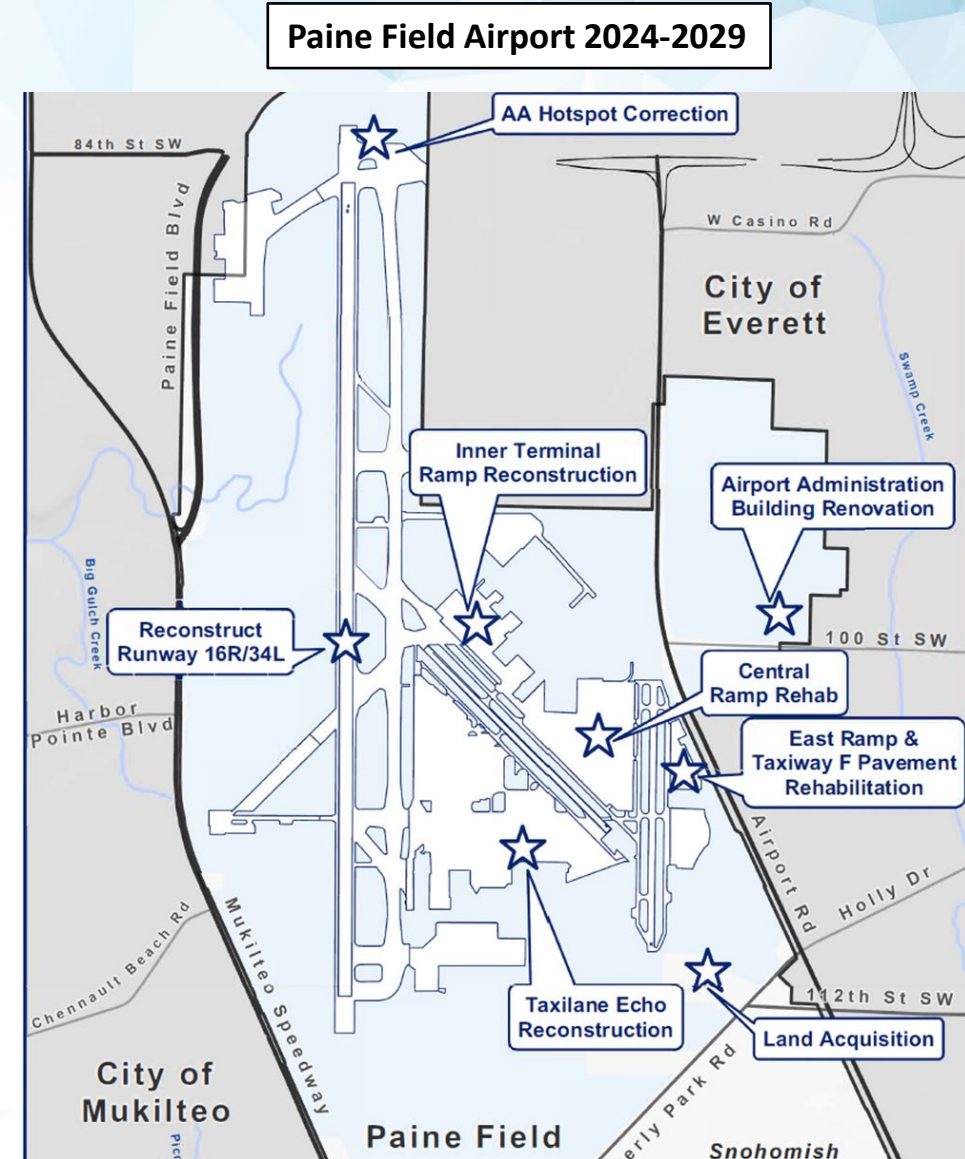 Paine Field Airport 2024-2029
AA Hotspot Correction
84th St SW
Paine Field Blvd
W Casino Rd
City of
Everett
Swamp Creek
Inner Terminal
Ramp Reconstruction
Airport Administration
Building Renovation
Big Gulch Creek
Reconstruct
Runway 16R/34L
100 St SW
Central
Ramp Rehab
Harbor
Pointe Blvd
East Ramp &
Taxiway F Pavement
Rehabilitation
Airport Rd
Holly Dr
Mukilteo Speedway
Chennault Beach Rd
Taxilane Echo
Reconstruction
112th St SW
Land Acquisition
City of
Mukilteo
erly Park Rd
Paine Field
Snohomish